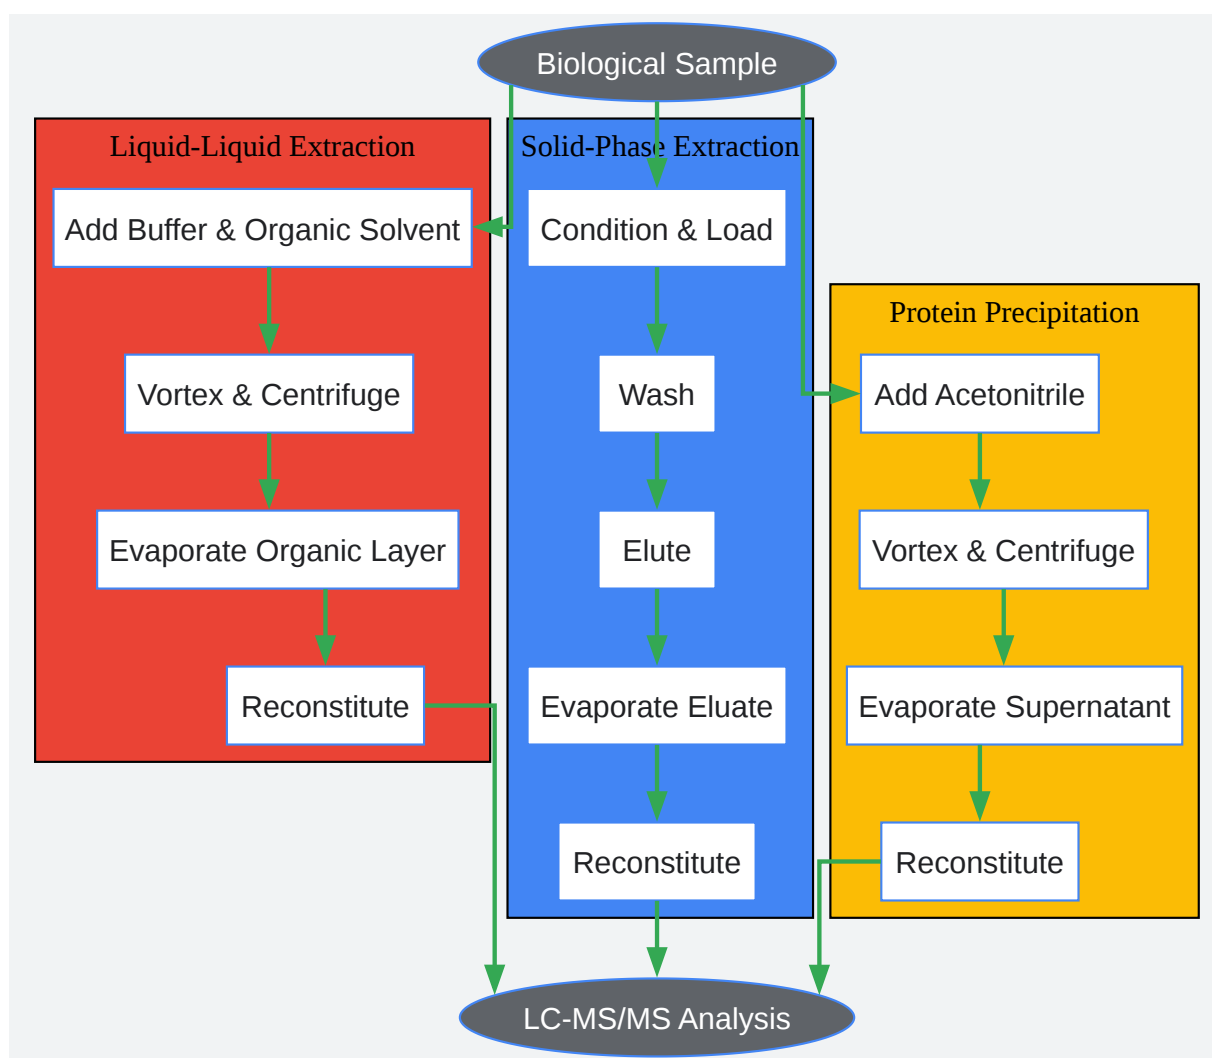 Biological Sample
Liquid-Liquid Extraction
Add Buffer & Organic Solvent
Vortex & Centrifuge
Evaporate Organic Layer
Reconstitute
Solid-Phase Extraction
Condition & Load
Wash
Elute
Evaporate Eluate
Reconstitute
Protein Precipitation
Add Acetonitrile
Vortex & Centrifuge
Evaporate Supernatant
Reconstitute
LC-MS/MS Analysis